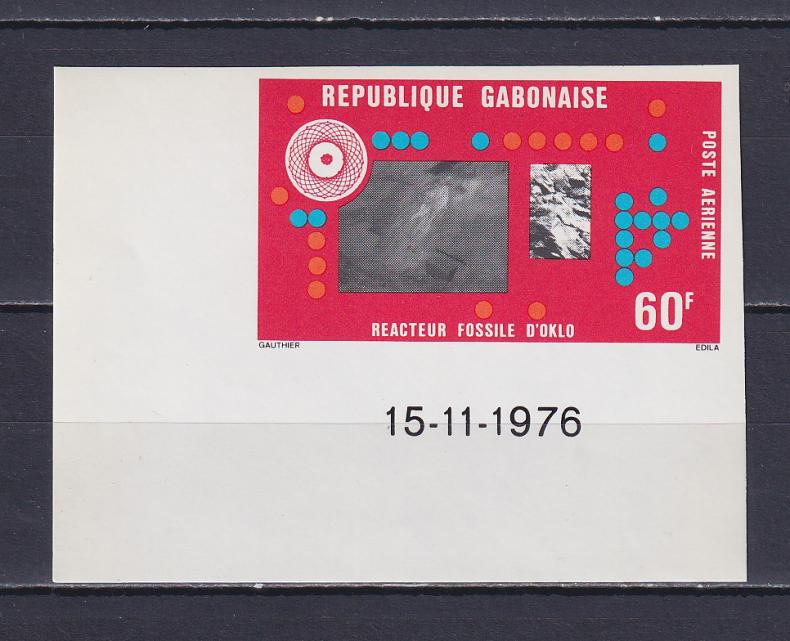 REPUBLIQUE GABONAISE
POSTE AERIENNE
60F
REACTEUR FOSSILE D'OKLO
GAUTHIER
EDILA
15-11-1976